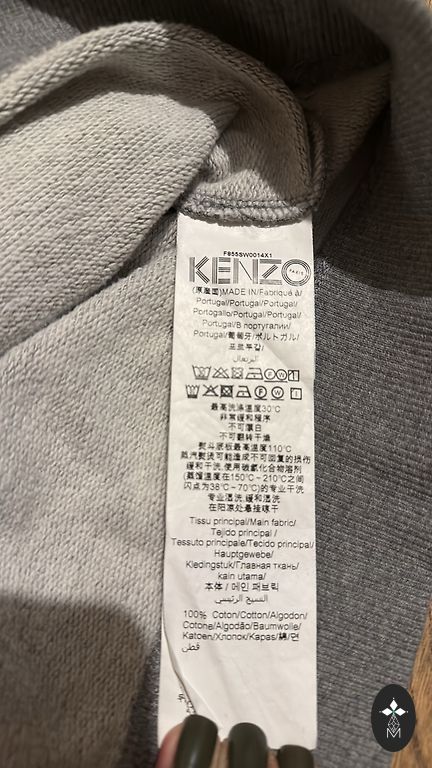 F855SW0014X1
KENZO
PARIS
(原産国)MADE IN/Fabriqué à/
Portugal/Portugal/Portugal/
Portogallo/Portugal/Portugal/
Portugal/В португалии/
Portugal/葡萄牙/ポルトガル/
포르투갈/
البرتغال
最高洗涤温度30°C
非常缓和程序
不可漂白
不可翻转干燥
熨斗底板最高温度110°C
蒸汽熨烫可能造成不可回复的损伤
缓和干洗,使用碳氢化合物溶剂
(蒸馏温度在150°C ~ 210°C之间
闪点为38°C ~ 70°C)的专业干洗
专业湿洗,缓和湿洗
在阴凉处悬挂晾干
Tissu principal/Main fabric/
Tejido principal /
Tessuto principale/Tecido principal/
Hauptgewebe/
Kledingstuk/Главная ткань/
kain utama/
本体 / 메인 패브릭
النسيج الرئيسي
100% Coton/Cotton/Algodon/
Cotone/Algodão/Baumwolle/
Katoen/Хлопок/Kapas/綿/면
قطن
M